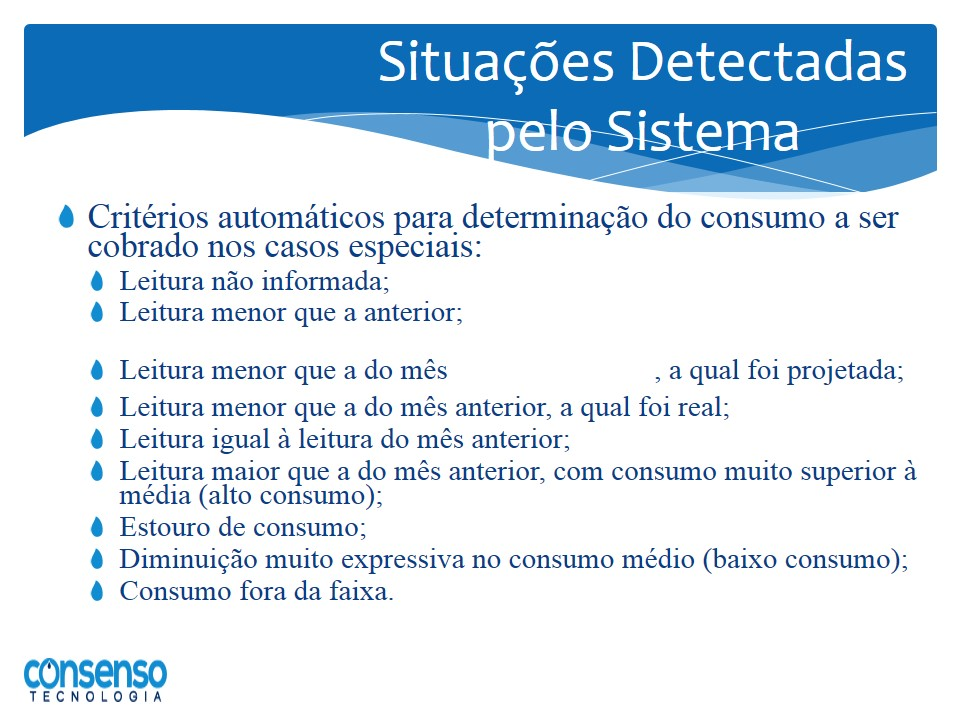 Situações Detectadas
pelo Sistema
Critérios automáticos para determinação do consumo a ser
cobrado nos casos especiais:
Leitura não informada;
Leitura menor que a anterior;
Leitura menor que a do mês , a qual foi projetada;
Leitura menor que a do mês anterior, a qual foi real;
Leitura igual à leitura do mês anterior;
Leitura maior que a do mês anterior, com consumo muito superior à
média (alto consumo);
Estouro de consumo;
Diminuição muito expressiva no consumo médio (baixo consumo);
Consumo fora da faixa.
consenso
TECNOLOGIA